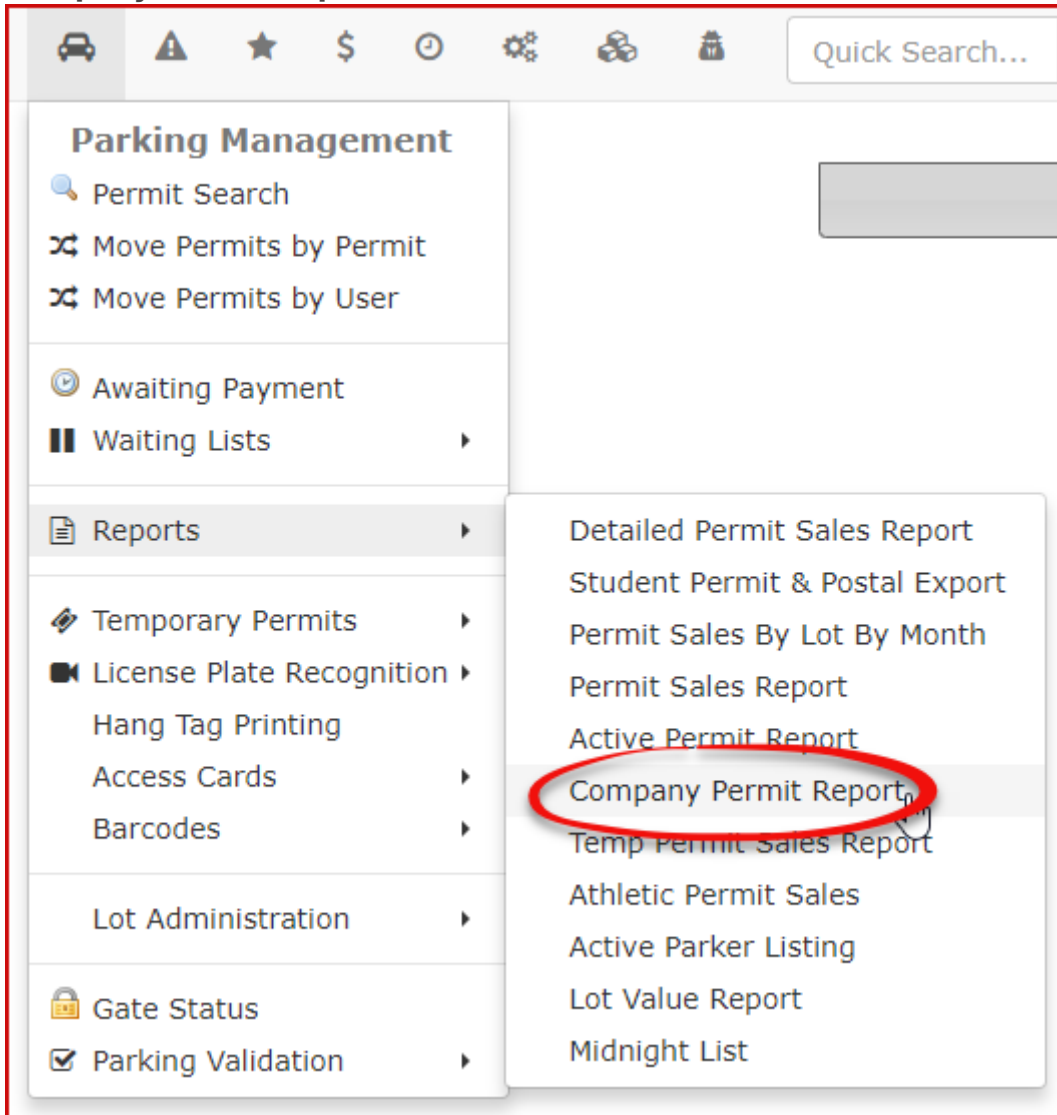 Quick Search...
Parking Management
Permit Search
Move Permits by Permit
Move Permits by User
Awaiting Payment
Waiting Lists
Reports
Temporary Permits
License Plate Recognition
Hang Tag Printing
Access Cards
Barcodes
Lot Administration
Gate Status
Parking Validation
Detailed Permit Sales Report
Student Permit & Postal Export
Permit Sales By Lot By Month
Permit Sales Report
Active Permit Report
Company Permit Report
Temp Permit Sales Report
Athletic Permit Sales
Active Parker Listing
Lot Value Report
Midnight List